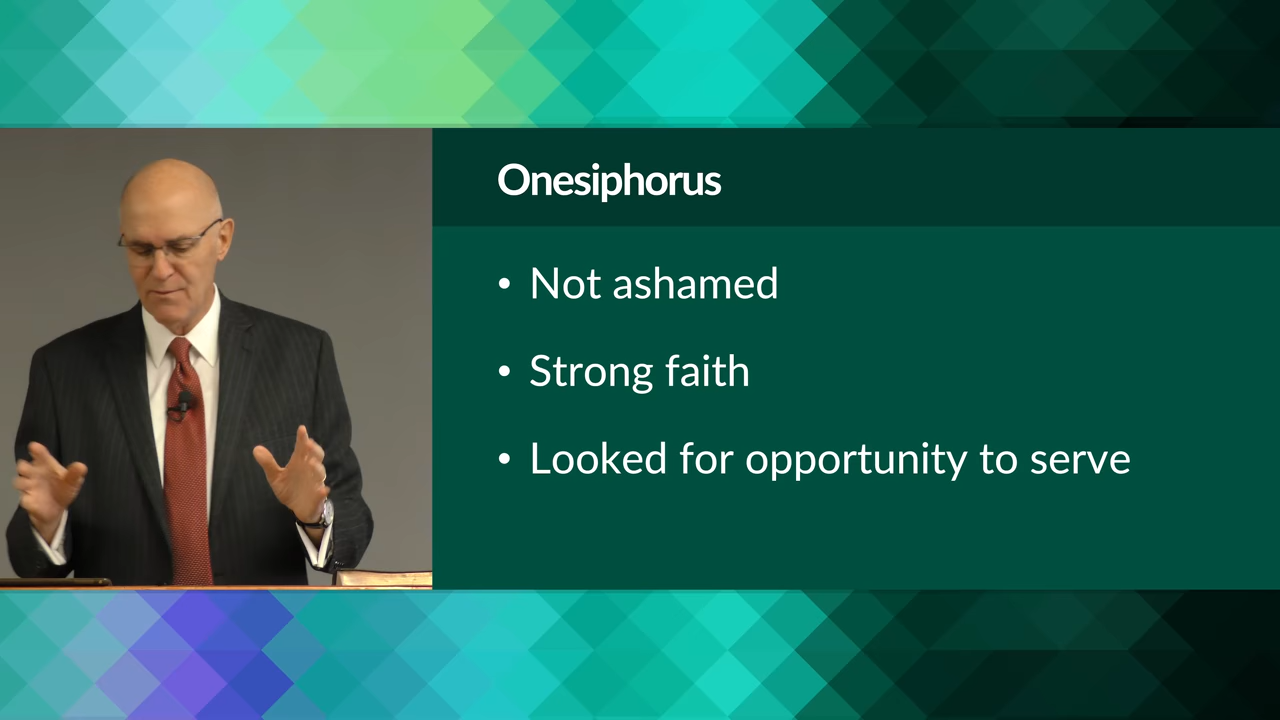 Onesiphorus
• Not ashamed
• Strong faith
• Looked for opportunity to serve